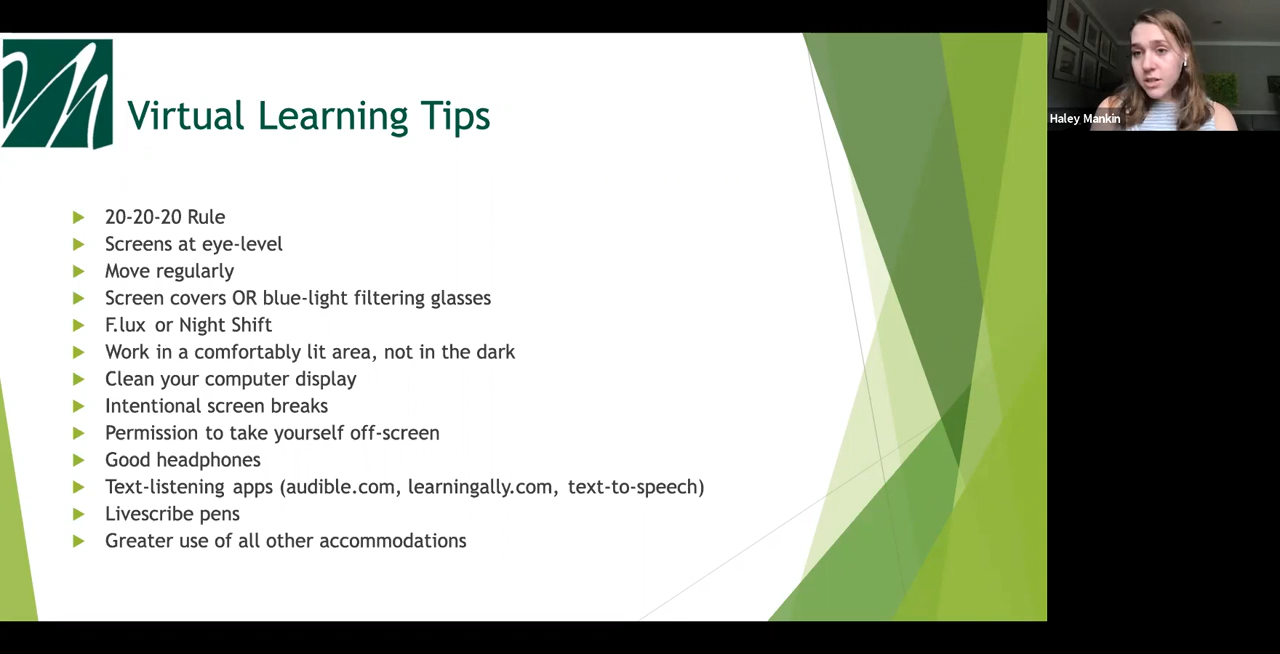 Virtual Learning Tips
20-20-20 Rule
Screens at eye-level
Move regularly
Screen covers OR blue-light filtering glasses
F.lux or Night Shift
Work in a comfortably lit area, not in the dark
Clean your computer display
Intentional screen breaks
Permission to take yourself off-screen
Good headphones
Text-listening apps (audible.com, learningally.com, text-to-speech)
Livescribe pens
Greater use of all other accommodations
Haley Mankin